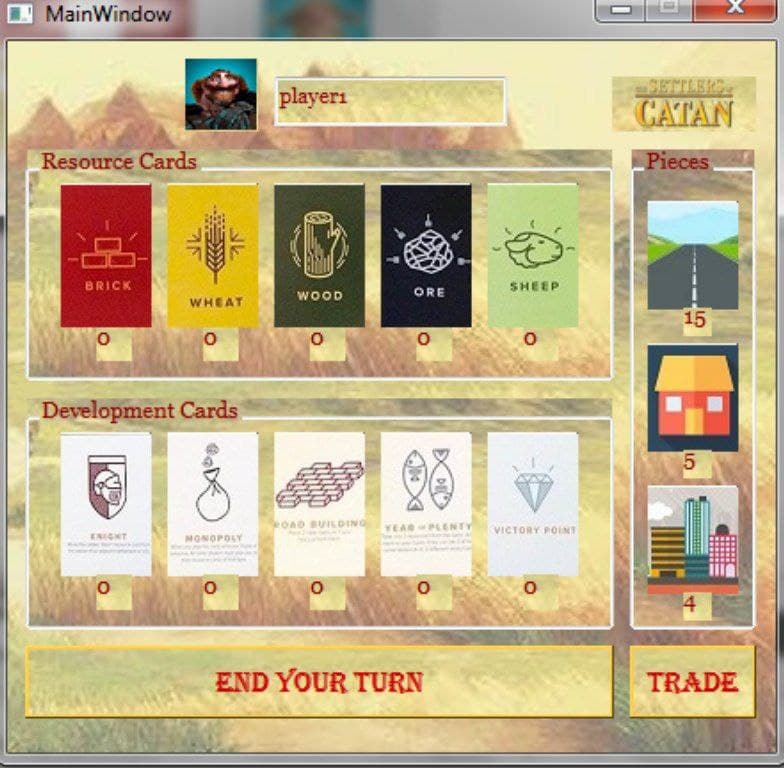 MainWindow
player1
SETTLERS of
CATAN
Resource Cards
Pieces
BRICK
WHEAT
WOOD
ORE
SHEEP
0
0
0
0
0
15
Development Cards
KNIGHT
MONOPOLY
ROAD BUILDING
YEAR OF PLENTY
VICTORY POINT
0
0
0
0
0
5
4
END YOUR TURN
TRADE